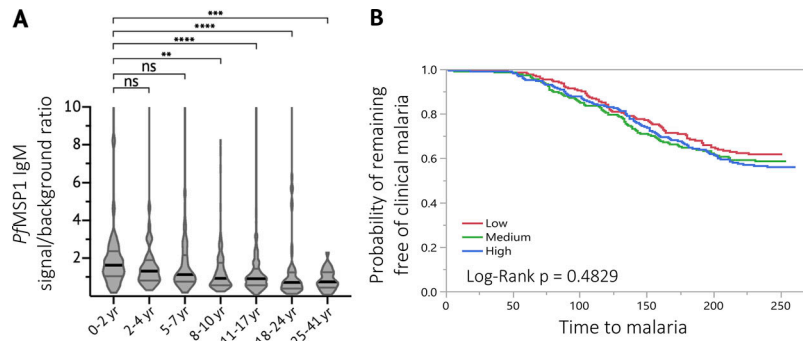 A
***
****
****
**
ns
ns
PfMSP1 IgM
signal/background ratio
10
8
6
4
2
0-2 yr
2-4 yr
5-7 yr
8-10 yr
11-17 yr
18-24 yr
25-41 yr
B
Probability of remaining
free of clinical malaria
1.0
0.8
0.6
0.4
0.2
0.0
Low
Medium
High
Log-Rank p = 0.4829
0
50
100
150
200
250
Time to malaria